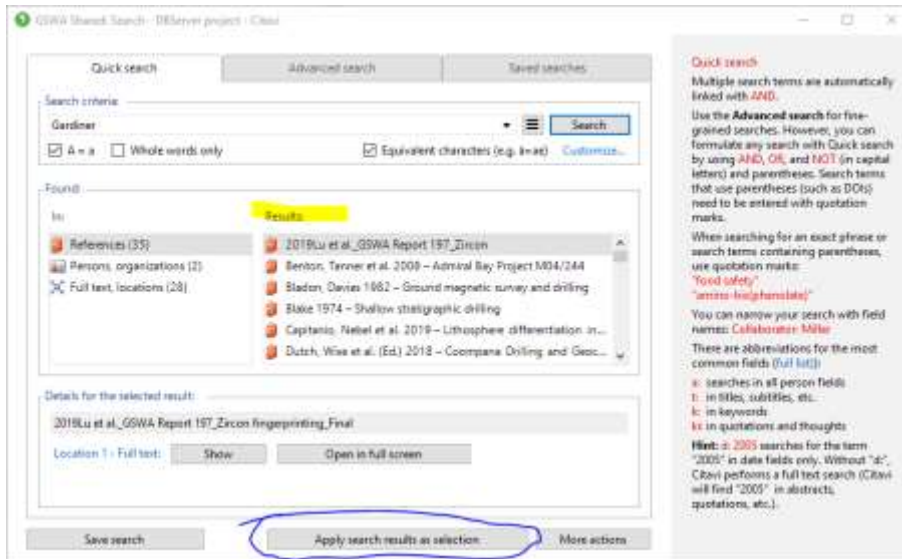 GSWA Shared Search - DBServer project - Citavi
Quick search
Advanced search
Saved searches
Search criteria
Gardiner
Search
A = a
Whole words only
Equivalent characters (e.g. ä=ae)
Customize...
Found:
In:
Results:
References (35)
Persons, organizations (2)
Full text, locations (28)
2019Lu et al._GSWA Report 197_Zircon
Benton, Tanner et al. 2008 – Admiral Bay Project M04/244
Bladon, Davies 1982 – Ground magnetic survey and drilling
Blake 1974 – Shallow stratigraphic drilling
Capitanio, Nebel et al. 2019 – Lithosphere differentiation in...
Dutch, Wise et al. (Ed.) 2018 – Coompana Drilling and Geoc...
Details for the selected result:
2019Lu et al._GSWA Report 197_Zircon fingerprinting_Final
Location 1 - Full text:
Show
Open in full screen
Save search
Apply search results as selection
More actions
Quick search
Multiple search terms are automatically
linked with AND.
Use the Advanced search for fine-
grained searches. However, you can
formulate any search with Quick search
by using AND, OR, and NOT (in capital
letters) and parentheses. Search terms
that use parentheses (such as DOIs)
need to be entered with quotation
marks.
When searching for an exact phrase or
search terms containing parentheses,
use quotation marks:
"food safety"
You can narrow your search with field
names: Collaborator: Miller
There are abbreviations for the most
common fields (full list):
a: searches in all person fields
t: in titles, subtitles, etc.
k: in keywords
in quotations and thoughts
Hint: d: 2005 searches for the term
"2005" in date fields only. Without "d:",
Citavi performs a full text search (Citavi
will find "2005" in abstracts,
quotations, etc.).